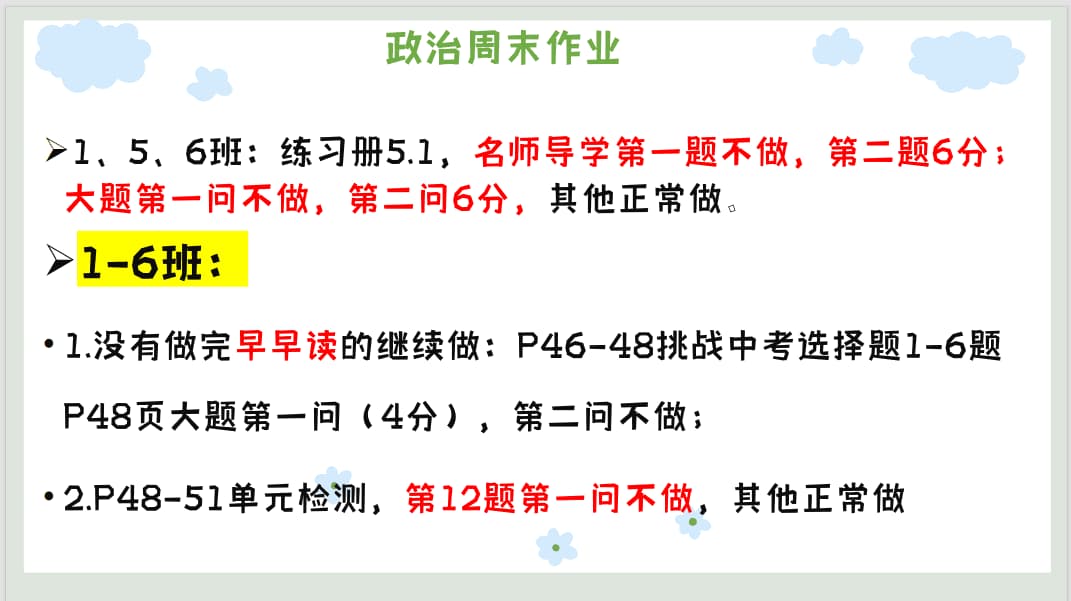 政治周末作业
➢1、5、6班：练习册5.1，名师导学第一题不做，第二题6分；
大题第一问不做，第二问6分，其他正常做。
➢1-6班：
•1.没有做完早早读的继续做：P46-48挑战中考选择题1-6题
P48页大题第一问（4分），第二问不做；
•2.P48-51单元检测，第12题第一问不做，其他正常做